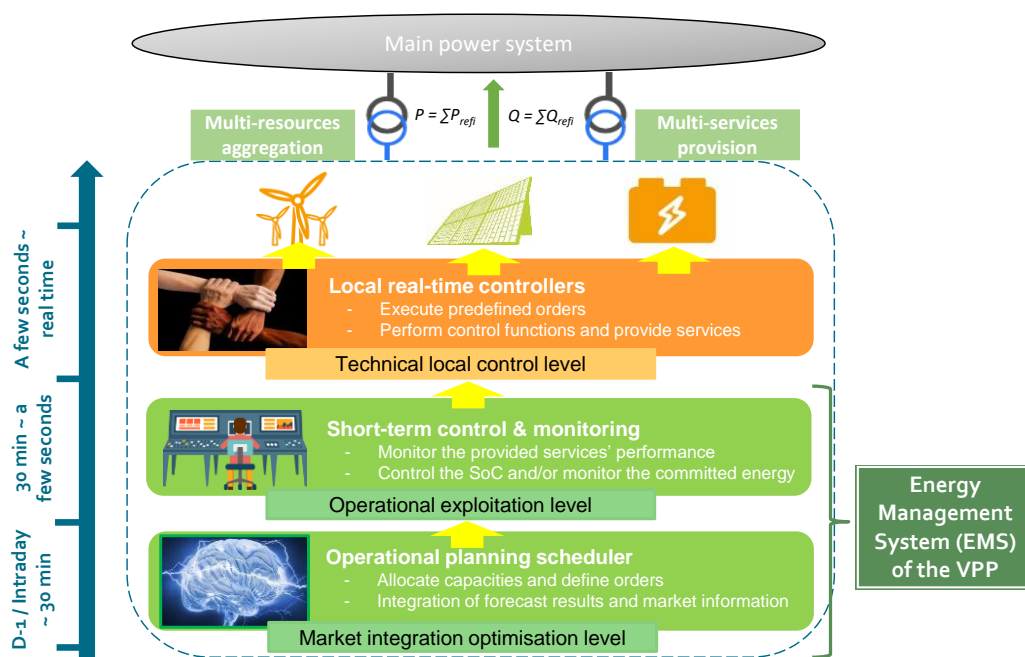 Main power system
P = ∑P_refi
Q = ∑Q_refi
Multi-resources
aggregation
Multi-services
provision
A few seconds ~
real time
Local real-time controllers
- Execute predefined orders
- Perform control functions and provide services
Technical local control level
30 min ~ a
few seconds
Short-term control & monitoring
- Monitor the provided services' performance
- Control the SoC and/or monitor the committed energy
Operational exploitation level
D-1 / Intraday
~ 30 min
Operational planning scheduler
- Allocate capacities and define orders
- Integration of forecast results and market information
Market integration optimisation level
Energy
Management
System (EMS)
of the VPP